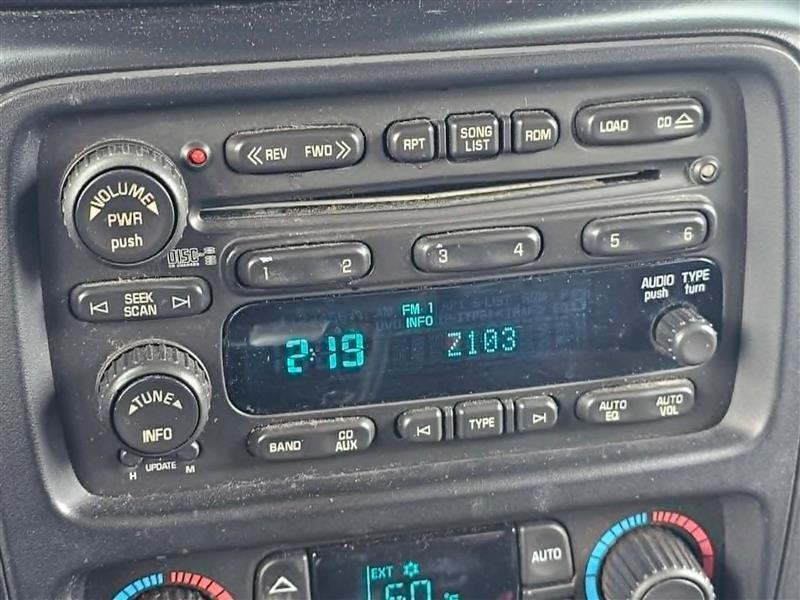 REV FWD
RPT
SONG
LIST
RDM
LOAD CD
VOLUME
PWR
push
DISC
1 2
3 4
5 6
SEEK
SCAN
FM 1
INFO
2:19
Z103
AUDIO TYPE
push turn
TUNE
INFO
H UPDATE M
BAND CD
AUX
TYPE
AUTO
EQ
AUTO
VOL
EXT
60
AUTO